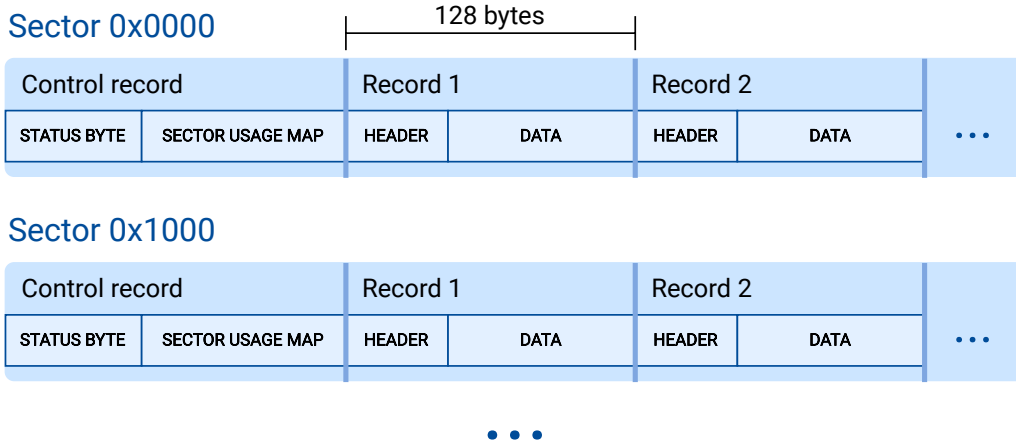 128 bytes
Sector 0x0000
Control record Record 1 Record 2
STATUS BYTE SECTOR USAGE MAP HEADER DATA HEADER DATA ...
Sector 0x1000
Control record Record 1 Record 2
STATUS BYTE SECTOR USAGE MAP HEADER DATA HEADER DATA ...
...